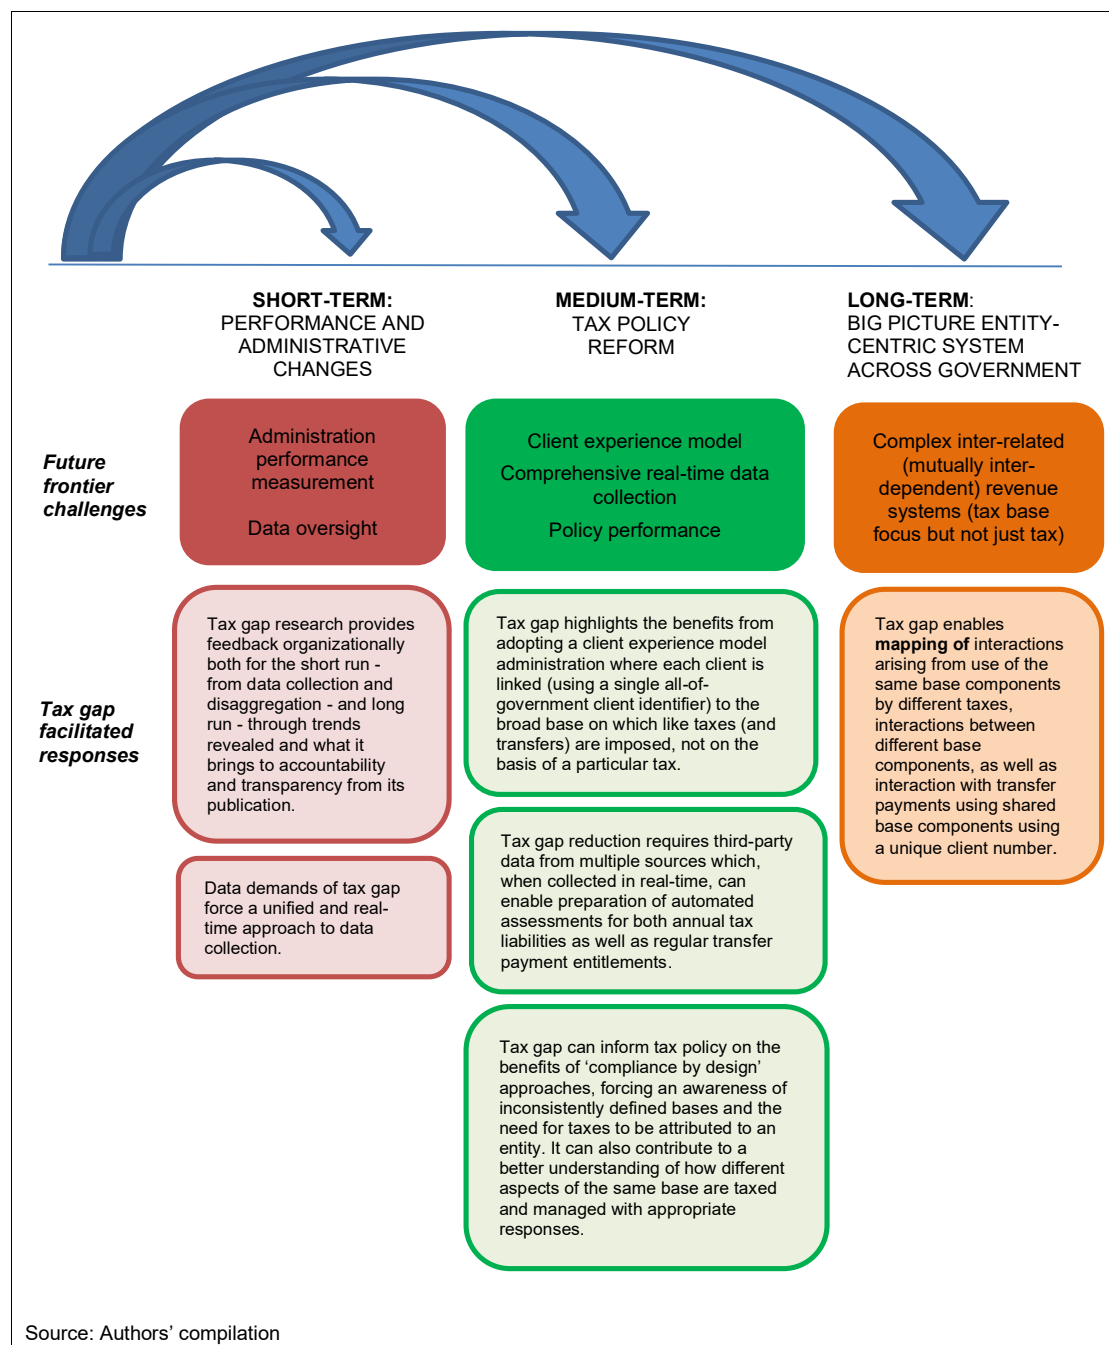 SHORT-TERM:
PERFORMANCE AND
ADMINISTRATIVE
CHANGES
MEDIUM-TERM:
TAX POLICY
REFORM
LONG-TERM:
BIG PICTURE ENTITY-
CENTRIC SYSTEM
ACROSS GOVERNMENT
Future
frontier
challenges
Administration
performance
measurement
Data oversight
Client experience model
Comprehensive real-time data
collection
Policy performance
Complex inter-related
(mutually inter-
dependent) revenue
systems (tax base
focus but not just tax)
Tax gap
facilitated
responses
Tax gap research provides
feedback organizationally
both for the short run -
from data collection and
disaggregation - and long
run - through trends
revealed and what it
brings to accountability
and transparency from its
publication.
Data demands of tax gap
force a unified and real-
time approach to data
collection.
Tax gap highlights the benefits from
adopting a client experience model
administration where each client is
linked (using a single all-of-
government client identifier) to the
broad base on which like taxes (and
transfers) are imposed, not on the
basis of a particular tax.
Tax gap reduction requires third-party
data from multiple sources which,
when collected in real-time, can
enable preparation of automated
assessments for both annual tax
liabilities as well as regular transfer
payment entitlements.
Tax gap can inform tax policy on the
benefits of ‘compliance by design’
approaches, forcing an awareness of
inconsistently defined bases and the
need for taxes to be attributed to an
entity. It can also contribute to a
better understanding of how different
aspects of the same base are taxed
and managed with appropriate
responses.
Tax gap enables
mapping of interactions
arising from use of the
same base components
by different taxes,
interactions between
different base
components, as well as
interaction with transfer
payments using shared
base components using
a unique client number.
Source: Authors’ compilation